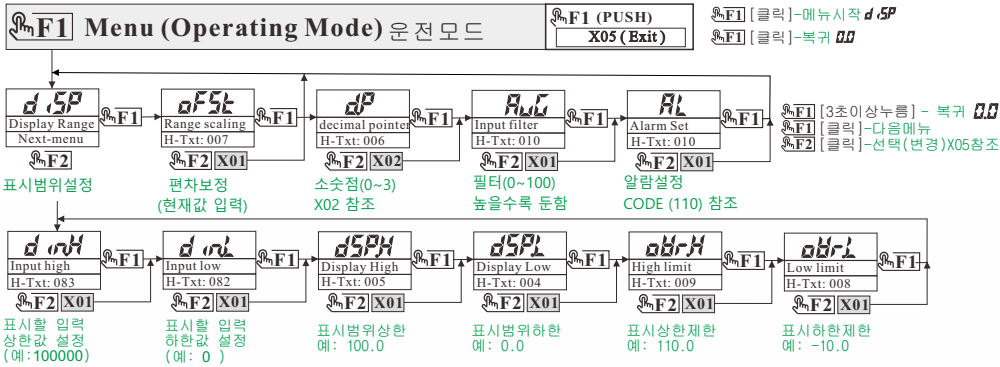 F1 Menu (Operating Mode) 운전모드
F1 (PUSH)
X05 (Exit)
F1 [클릭]-메뉴시작 diSP
F1 [클릭]-복귀 0.0
diSP
Display Range
Next-menu
F2
표시범위설정
F1
oFSt
Range scaling
H-Txt: 007
F2 X01
편차보정
(현재값 입력)
F1
dP
decimal pointer
H-Txt: 006
F2 X02
소숫점(0~3)
X02 참조
F1
AuG
Input filter
H-Txt: 010
F2 X01
필터(0~100)
높을수록 둔함
F1
AL
Alarm Set
H-Txt: 010
F2 X01
알람설정
CODE (110) 참조
F1
F1 [3초이상누름] - 복귀 0.0
F1 [클릭]-다음메뉴
F2 [클릭]-선택(변경)X05참조
dinH
Input high
H-Txt: 083
F2 X01
표시할 입력
상한값 설정
(예:100000)
F1
dinL
Input low
H-Txt: 082
F2 X01
표시할 입력
하한값 설정
(예: 0 )
F1
dSPH
Display High
H-Txt: 005
F2 X01
표시범위상한
예: 100.0
F1
dSPL
Display Low
H-Txt: 004
F2 X01
표시범위하한
예: 0.0
F1
obrH
High limit
H-Txt: 009
F2 X01
표시상한제한
예: 110.0
F1
obrL
Low limit
H-Txt: 008
F2 X01
표시하한제한
예: -10.0
F1